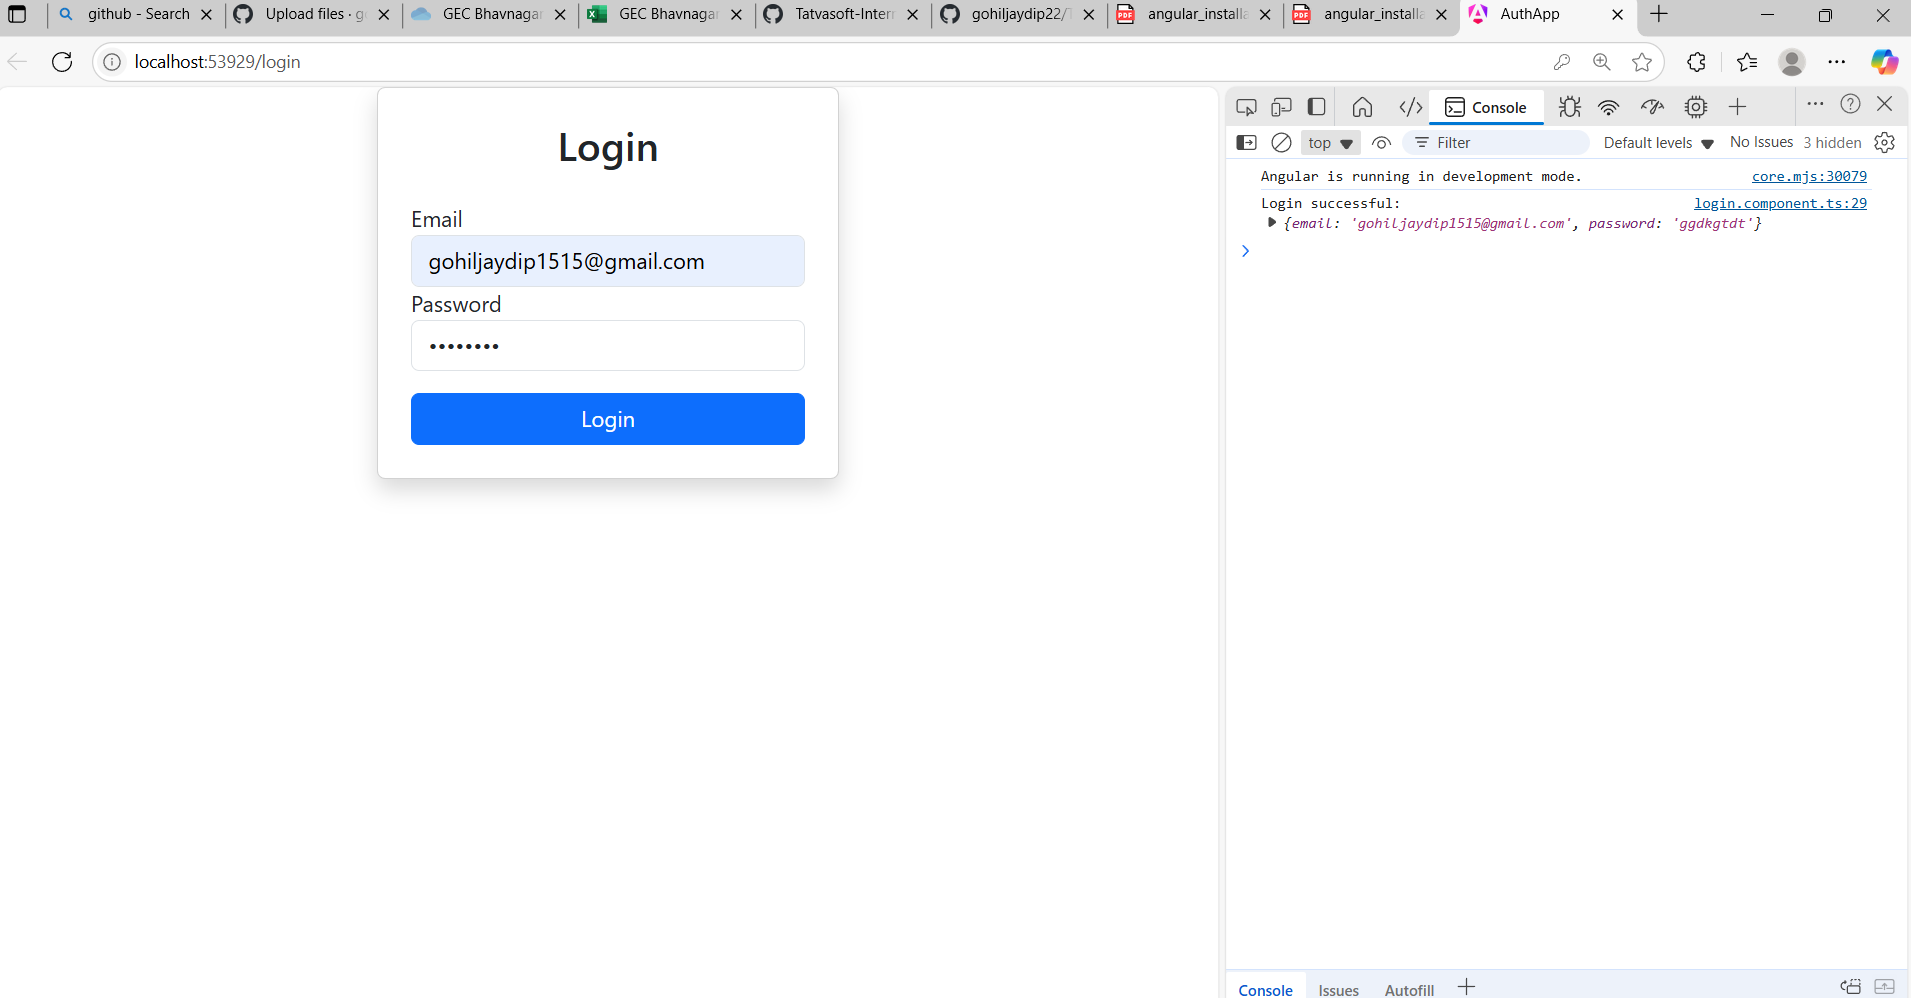 github - Search
Upload files · g
GEC Bhavnagar
GEC Bhavnagar
Tatvasoft-Intern
gohiljaydip22/T
angular_installa
angular_installa
AuthApp
localhost:53929/login
Login
Email
gohiljaydip1515@gmail.com
Password
••••••••
Login
Console
top
Filter
Default levels
No Issues
3 hidden
Angular is running in development mode.
core.mjs:30079
Login successful:
login.component.ts:29
{email: 'gohiljaydip1515@gmail.com', password: 'ggdkgtdt'}
Console
Issues
Autofill